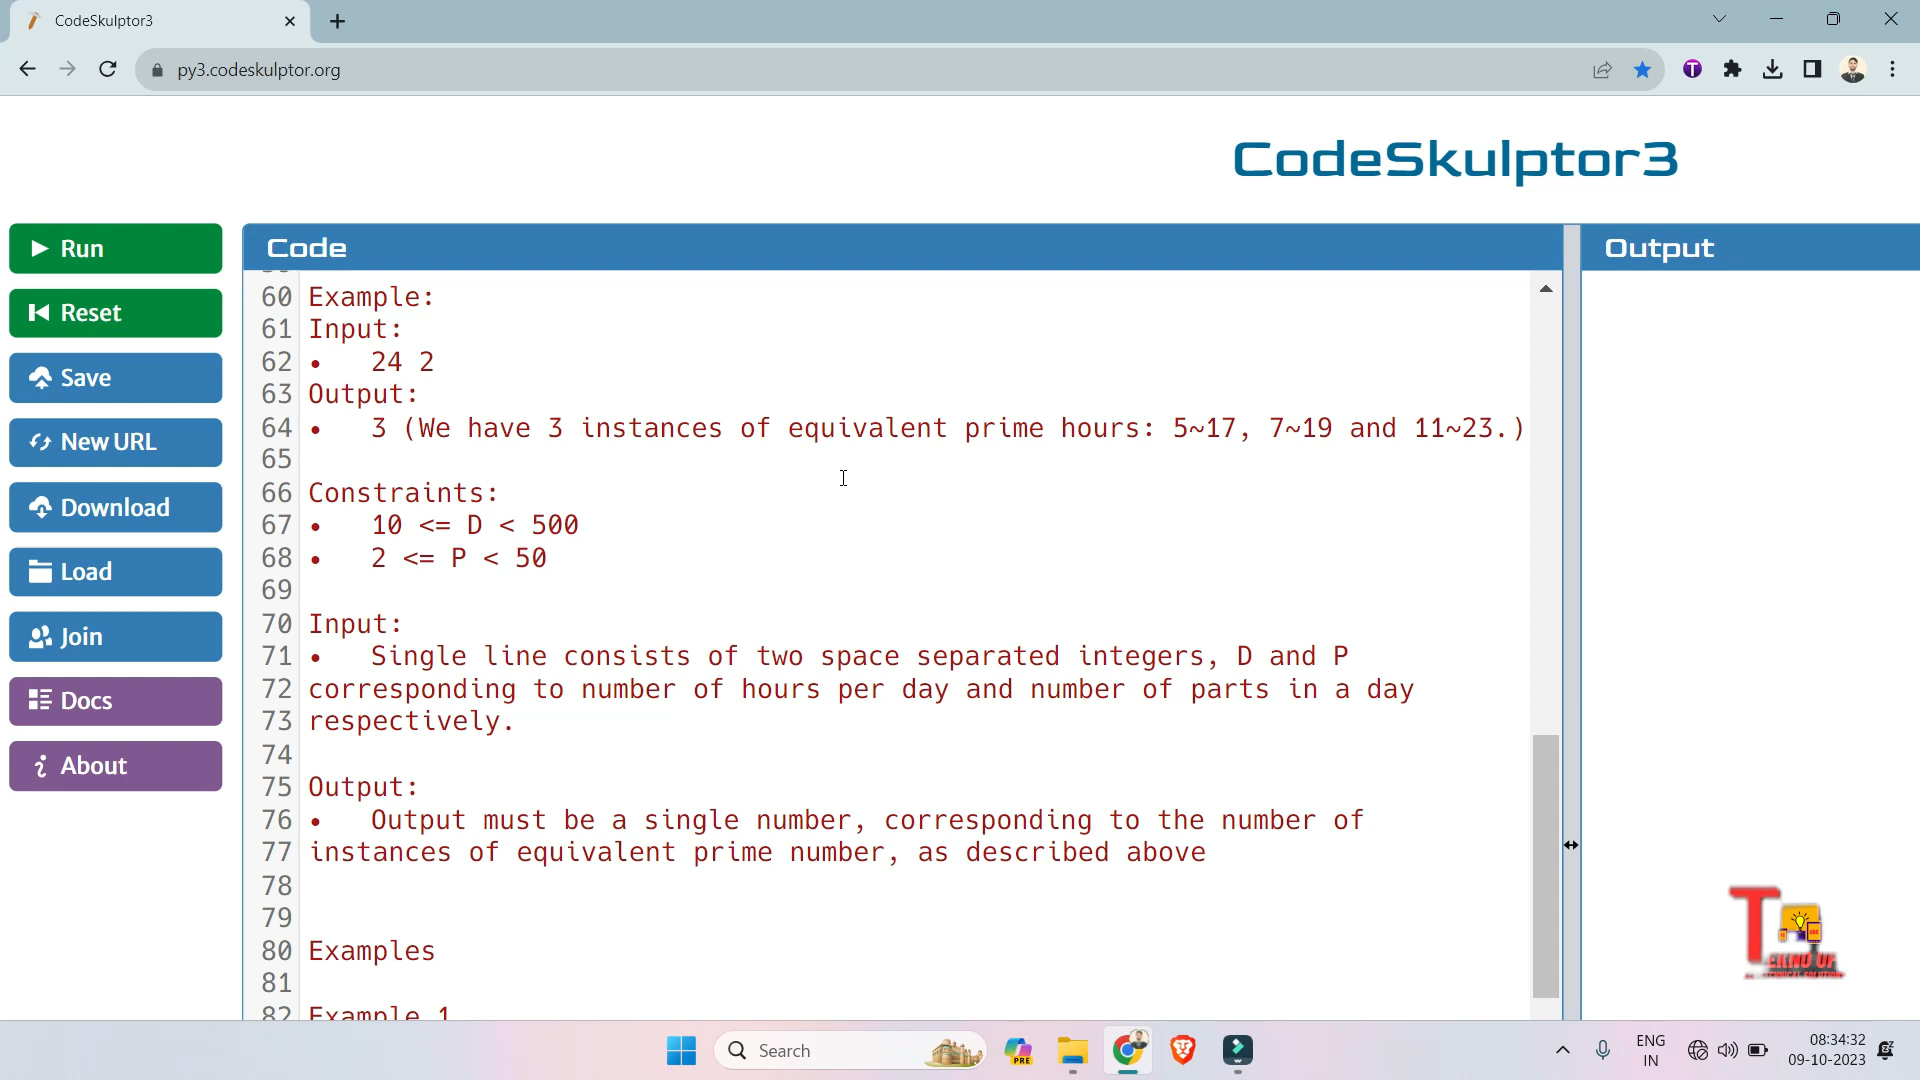 CodeSkulptor3
py3.codeskulptor.org
CodeSkulptor3
Run
Reset
Save
New URL
Download
Load
Join
Docs
About
Code
60 Example:
61 Input:
62 • 24 2
63 Output:
64 • 3 (We have 3 instances of equivalent prime hours: 5~17, 7~19 and 11~23.)
65
66 Constraints:
67 • 10 <= D < 500
68 • 2 <= P < 50
69
70 Input:
71 • Single line consists of two space separated integers, D and P
72 corresponding to number of hours per day and number of parts in a day
73 respectively.
74
75 Output:
76 • Output must be a single number, corresponding to the number of
77 instances of equivalent prime number, as described above
78
79
80 Examples
81
82 Example 1
Output
T
EKNO UF
Search
PRE
ENG
IN
08:34:32
09-10-2023